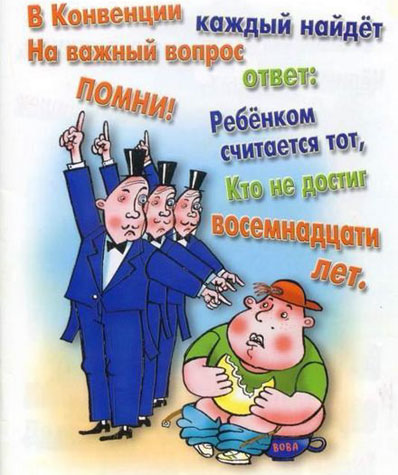 В Конвенции каждый найдёт
На важный вопрос ответ:
ПОМНИ!
Ребёнком
считается тот,
Кто не достиг
восемнадцати
лет.
ВОВА